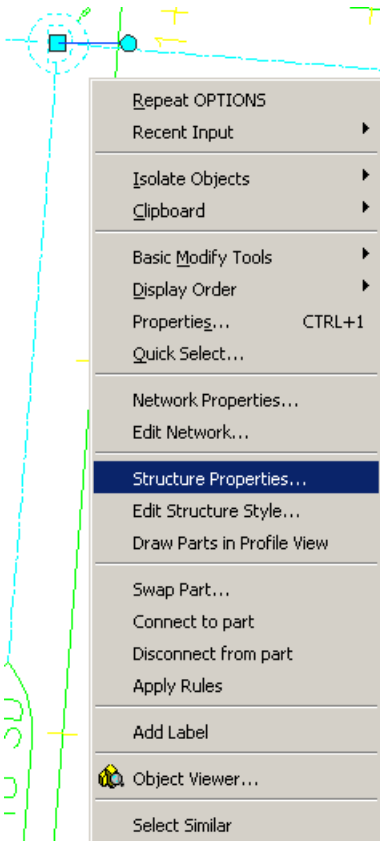 Repeat OPTIONS
Recent Input
Isolate Objects
Clipboard
Basic Modify Tools
Display Order
Properties... CTRL+1
Quick Select...
Network Properties...
Edit Network...
Structure Properties...
Edit Structure Style...
Draw Parts in Profile View
Swap Part...
Connect to part
Disconnect from part
Apply Rules
Add Label
Object Viewer...
Select Similar